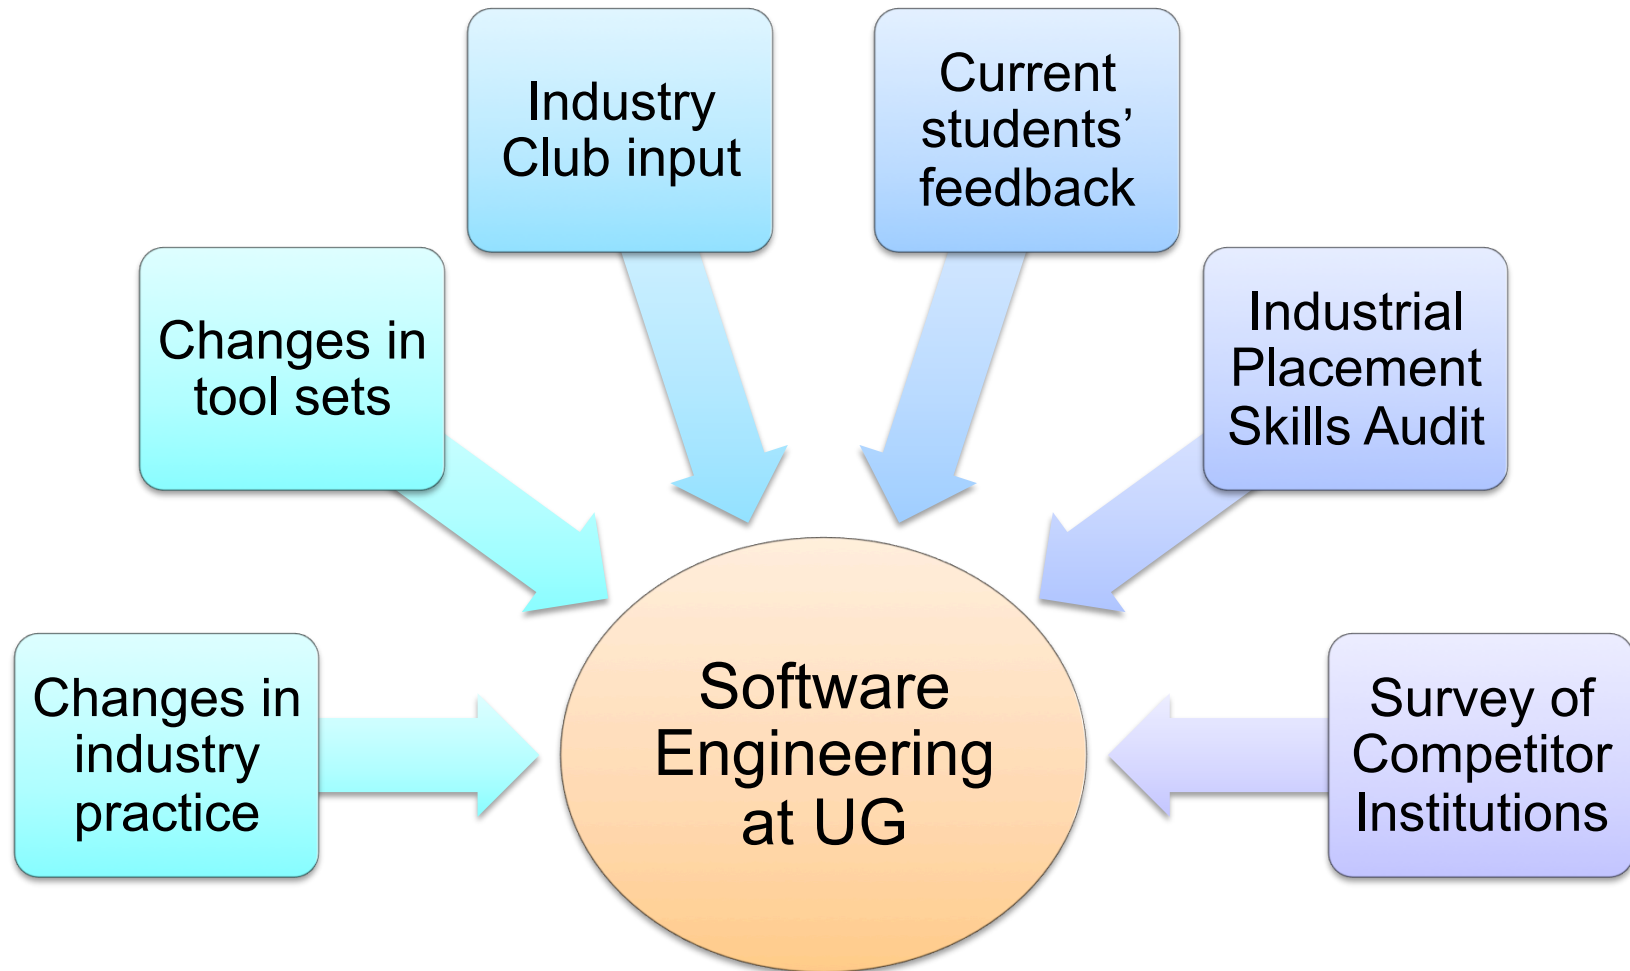 Industry
Club input
Current
students’
feedback
Changes in
tool sets
Industrial
Placement
Skills Audit
Changes in
industry
practice
Software
Engineering
at UG
Survey of
Competitor
Institutions